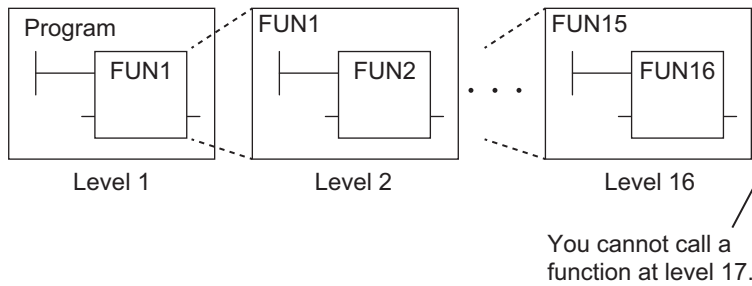 Program
FUN1
FUN1
FUN2
. . .
FUN15
FUN16
Level 1
Level 2
Level 16
You cannot call a
function at level 17.